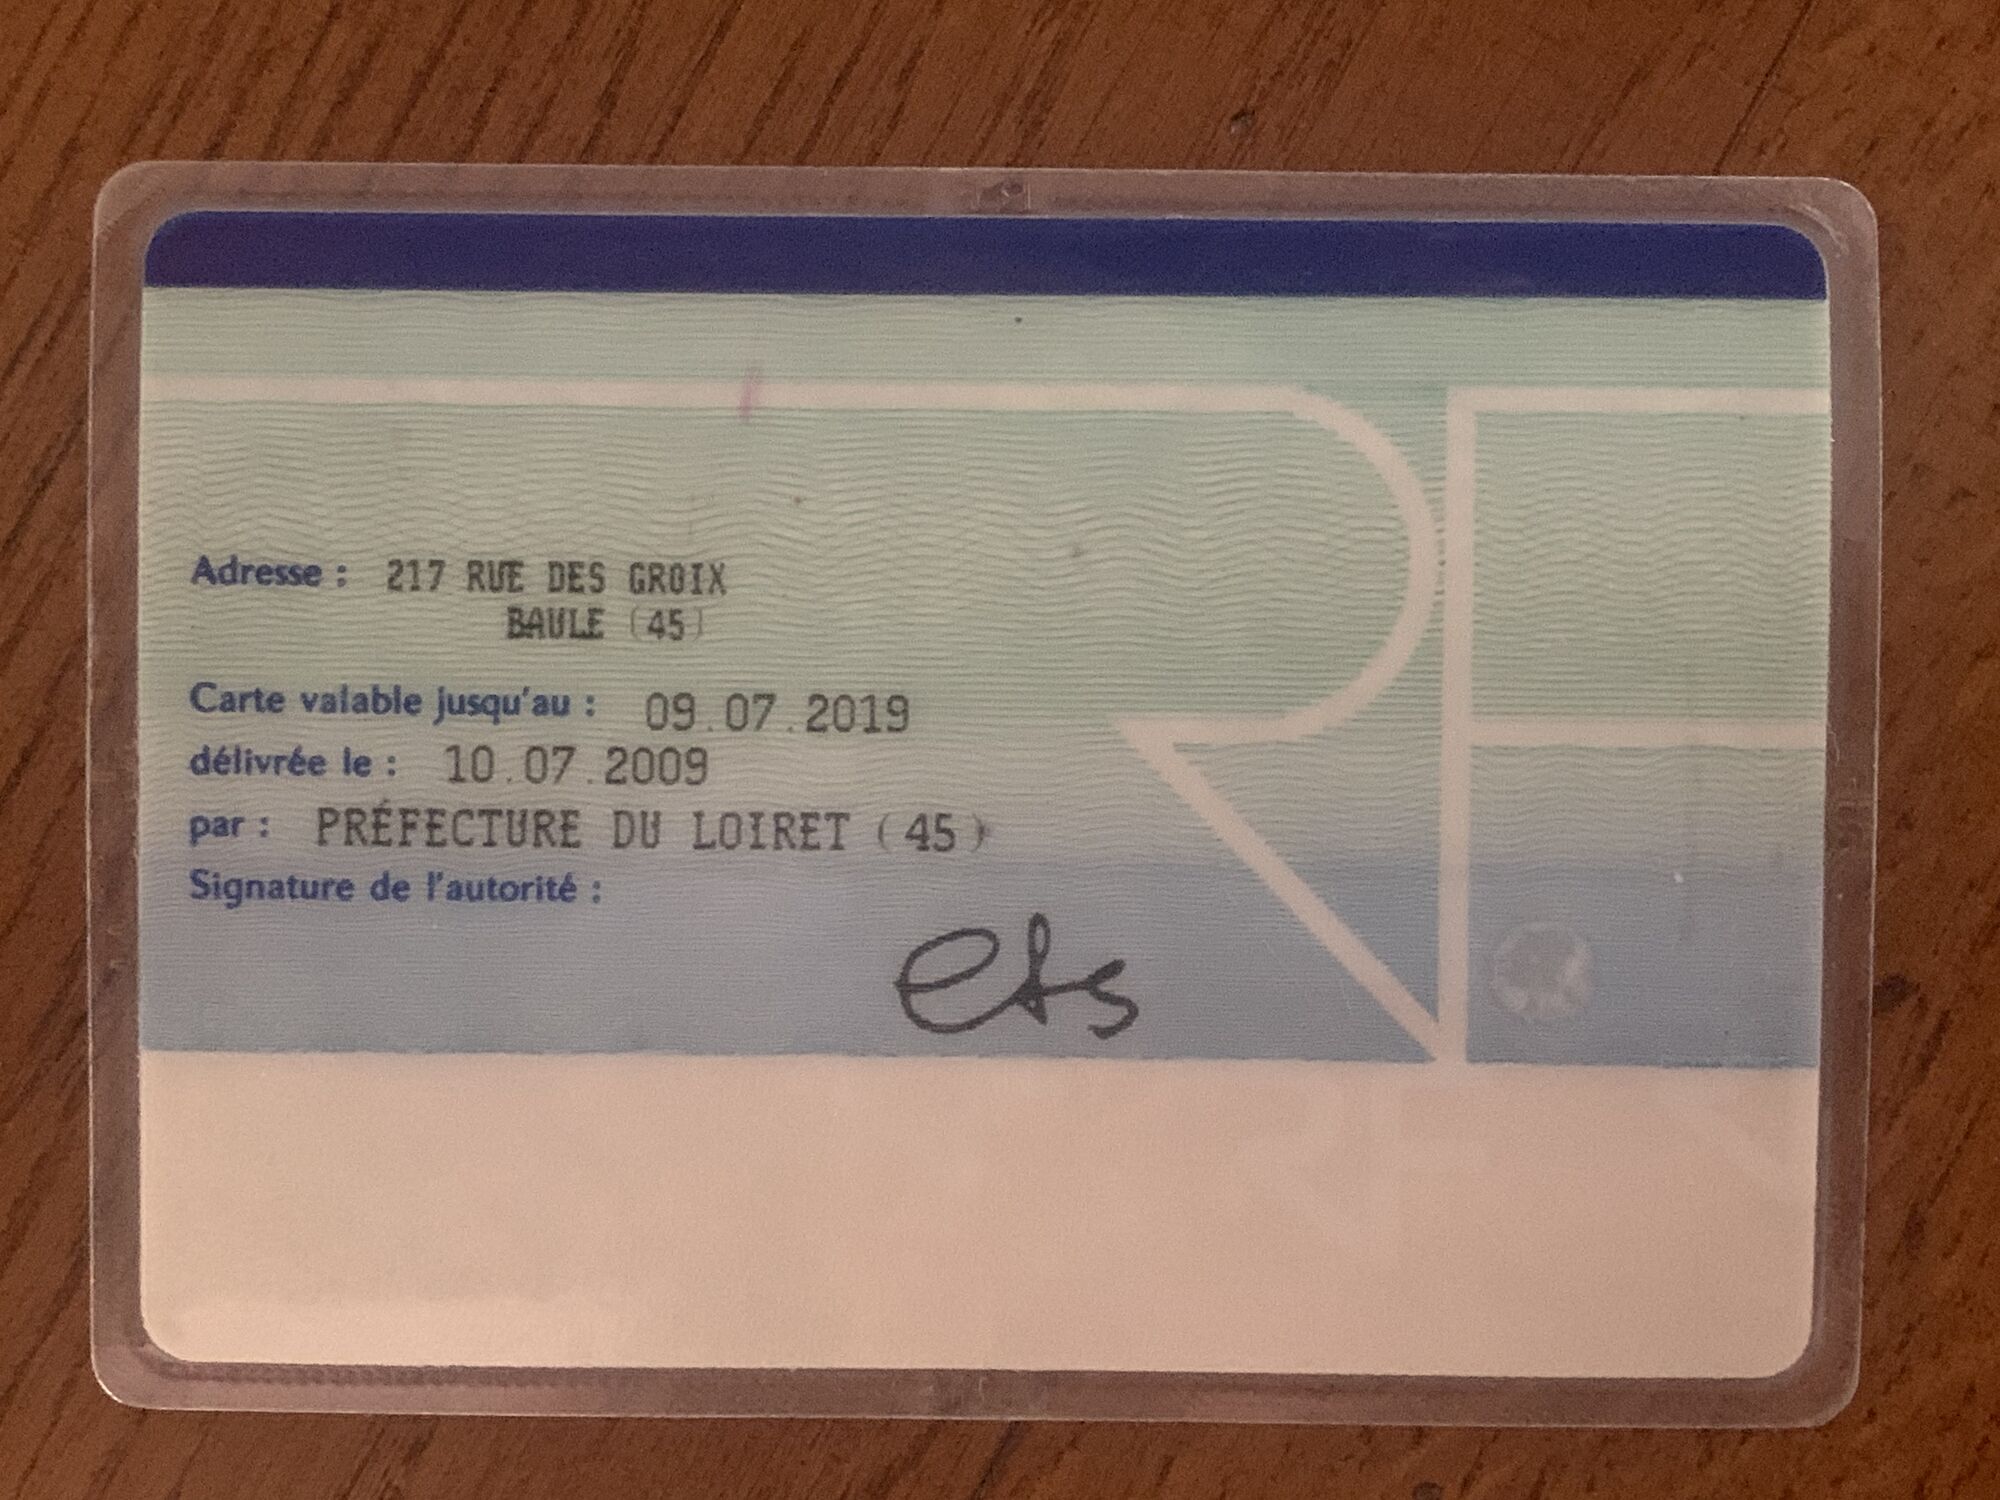 Adresse : 217 RUE DES GROIX
BAULE (45)
Carte valable jusqu'au : 09.07.2019
délivrée le : 10.07.2009
par : PRÉFECTURE DU LOIRET (45)
Signature de l'autorité :
RF